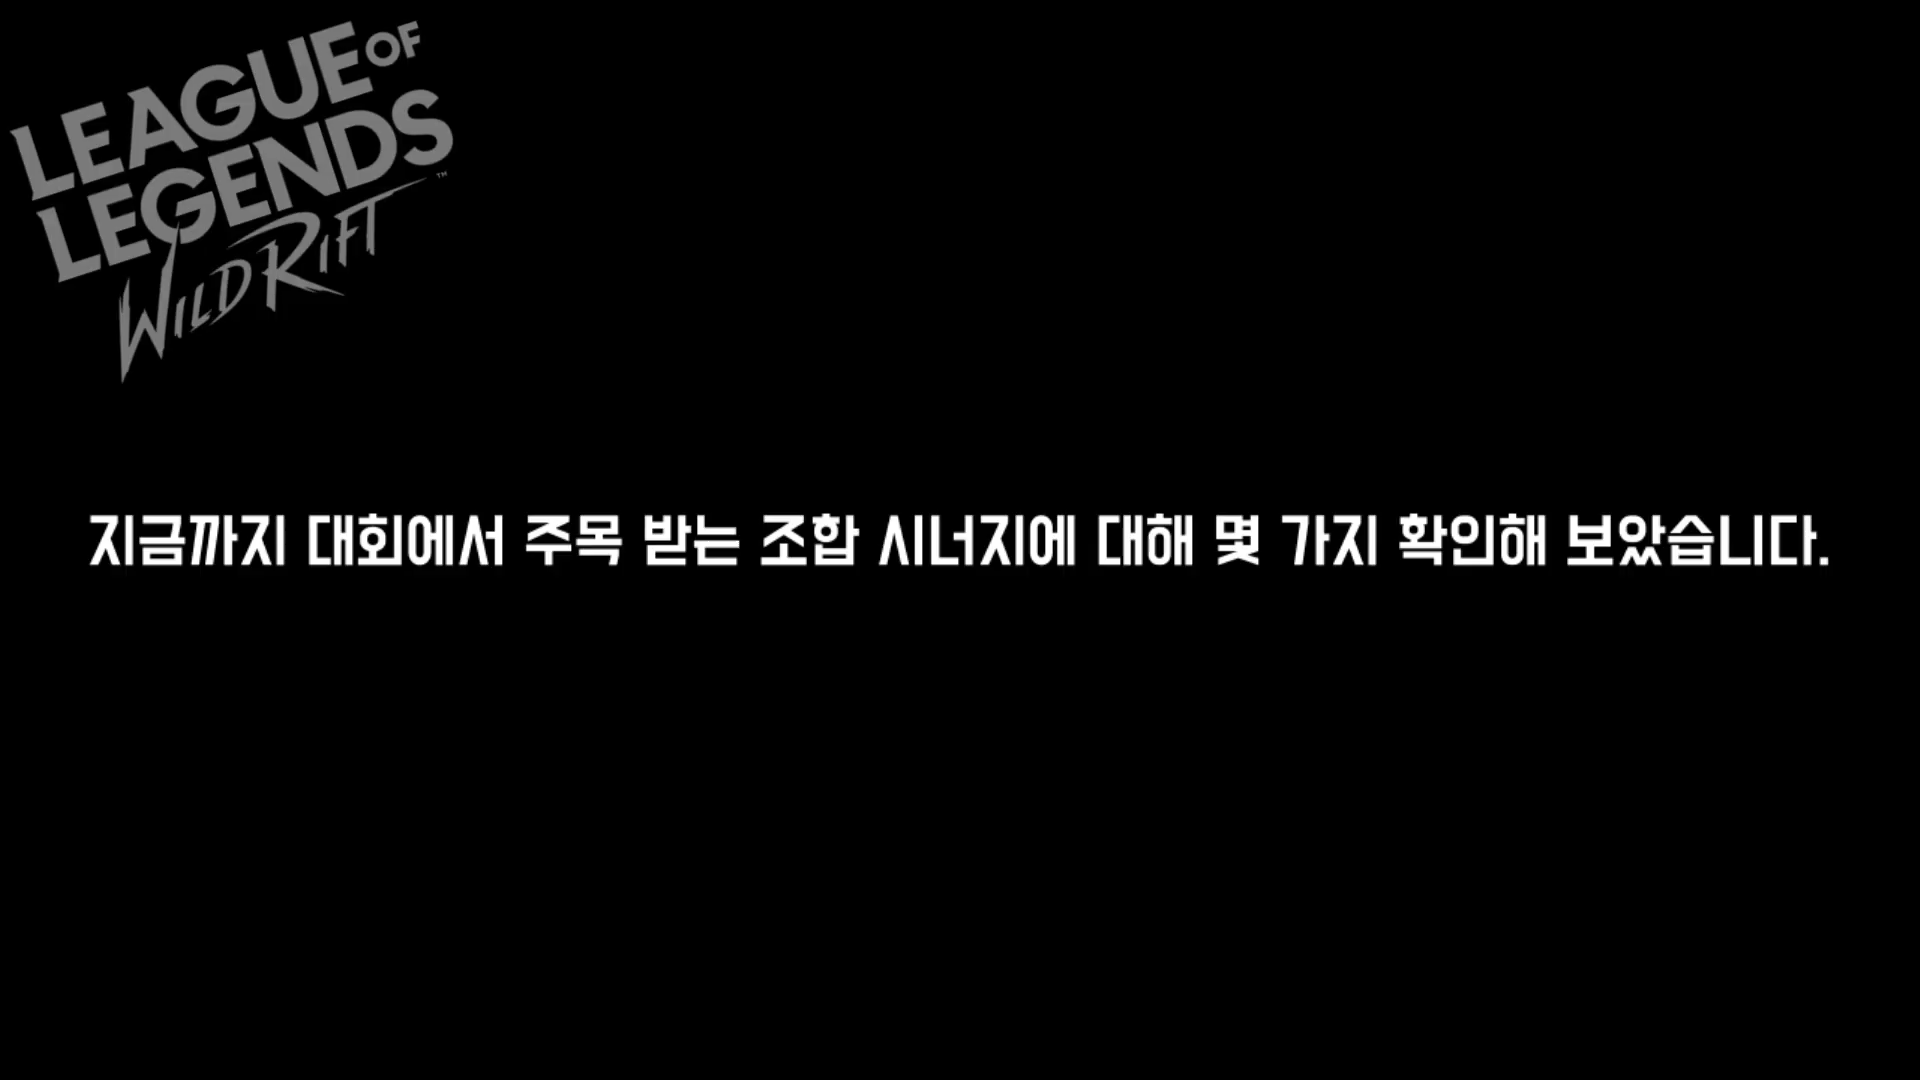 LEAGUE OF
LEGENDS
WILD RIFT
TM
지금까지 대회에서 주목 받는 조합 시너지에 대해 몇 가지 확인해 보았습니다.